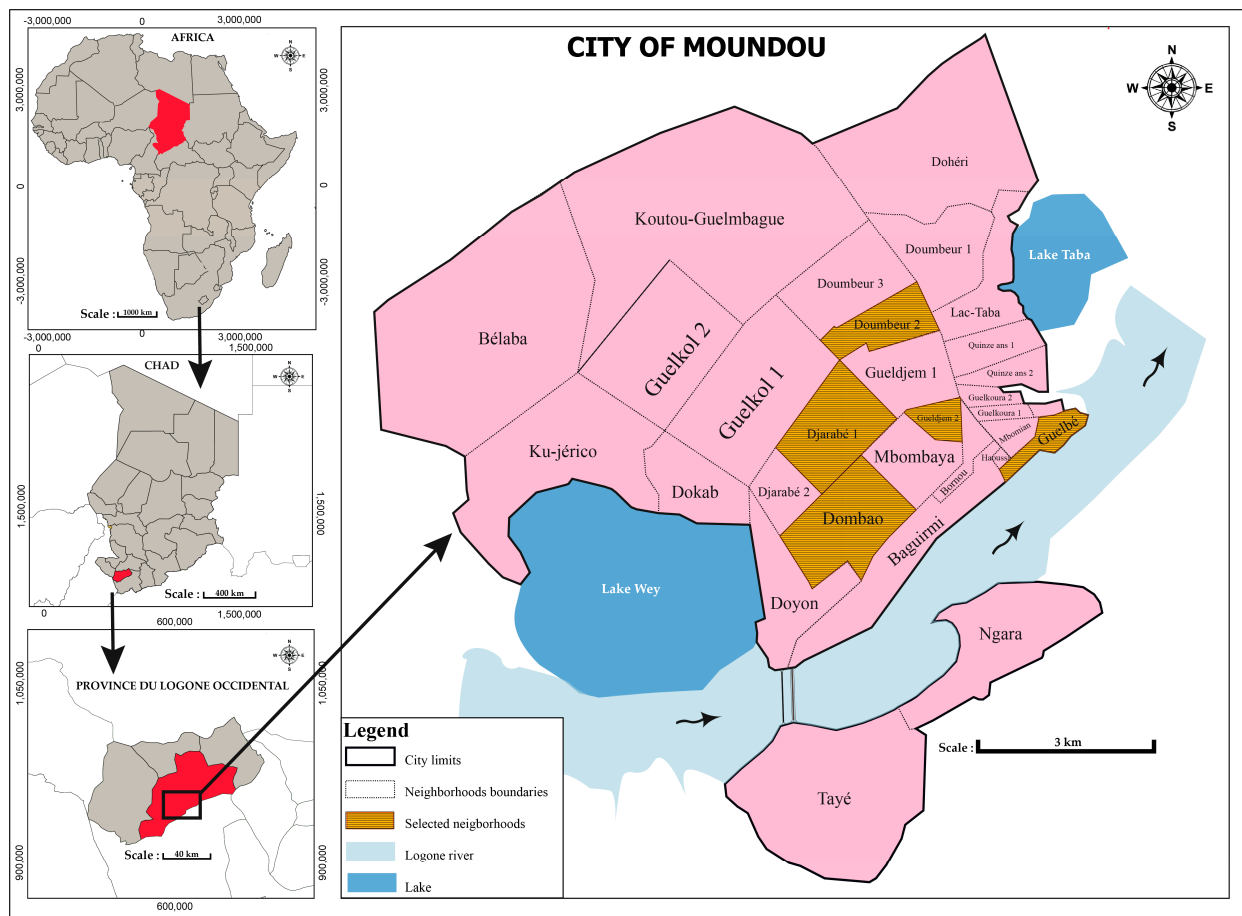 -3,000,000
0
3,000,000
AFRICA
N
W
E
S
3,000,000
0
-3,000,000
3,000,000
0
-3,000,000
Scale :
1000 km
-3,000,000
0
3,000,000
1,500,000
CHAD
N
W
E
S
1,500,000
1,500,000
Scale :
400 km
0
1,500,000
600,000
N
W
E
S
PROVINCE DU LOGONE OCCIDENTAL
1,050,000
1,050,000
900,000
900,000
Scale :
40 km
600,000
CITY OF MOUNDOU
N
W
E
S
Dohéri
Koutou-Guelmbague
Doumbeur 1
Lake Taba
Doumbeur 3
Lac-Taba
Doumbeur 2
Bélaba
Guelkol 2
Quinze ans 1
Gueldjem 1
Quinze ans 2
Guelkol 1
Guelkoura 2
Guelkoura 1
Gueldjem 2
Mbomian
Guelbé
Djarabé 1
Ku-jérico
Mbombaya
Haoussa
Bornou
Dokab
Djarabé 2
Dombao
Baguirmi
Lake Wey
Doyon
Ngara
Tayé
Scale :
3 km
Legend
City limits
Neighborhoods boundaries
Selected neigborhoods
Logone river
Lake